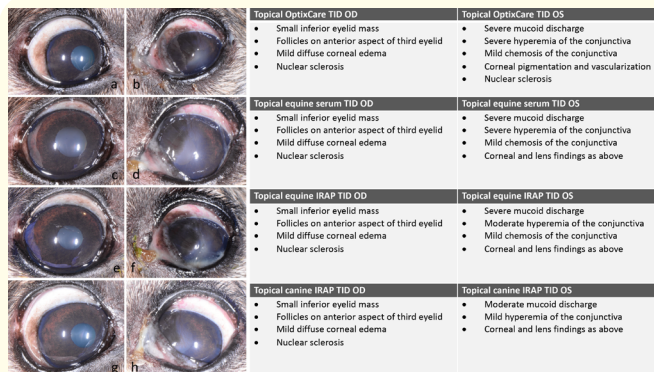 a
b
Topical OptixCare TID OD
Topical OptixCare TID OS
• Small inferior eyelid mass
• Follicles on anterior aspect of third eyelid
• Mild diffuse corneal edema
• Nuclear sclerosis
• Severe mucoid discharge
• Severe hyperemia of the conjunctiva
• Mild chemosis of the conjunctiva
• Corneal pigmentation and vascularization
• Nuclear sclerosis
c
d
Topical equine serum TID OD
Topical equine serum TID OS
• Small inferior eyelid mass
• Follicles on anterior aspect of third eyelid
• Mild diffuse corneal edema
• Nuclear sclerosis
• Severe mucoid discharge
• Severe hyperemia of the conjunctiva
• Mild chemosis of the conjunctiva
• Corneal and lens findings as above
e
f
Topical equine IRAP TID OD
Topical equine IRAP TID OS
• Small inferior eyelid mass
• Follicles on anterior aspect of third eyelid
• Mild diffuse corneal edema
• Nuclear sclerosis
• Severe mucoid discharge
• Moderate hyperemia of the conjunctiva
• Mild chemosis of the conjunctiva
• Corneal and lens findings as above
g
h
Topical canine IRAP TID OD
Topical canine IRAP TID OS
• Small inferior eyelid mass
• Follicles on anterior aspect of third eyelid
• Mild diffuse corneal edema
• Nuclear sclerosis
• Moderate mucoid discharge
• Mild hyperemia of the conjunctiva
• Corneal and lens findings as above